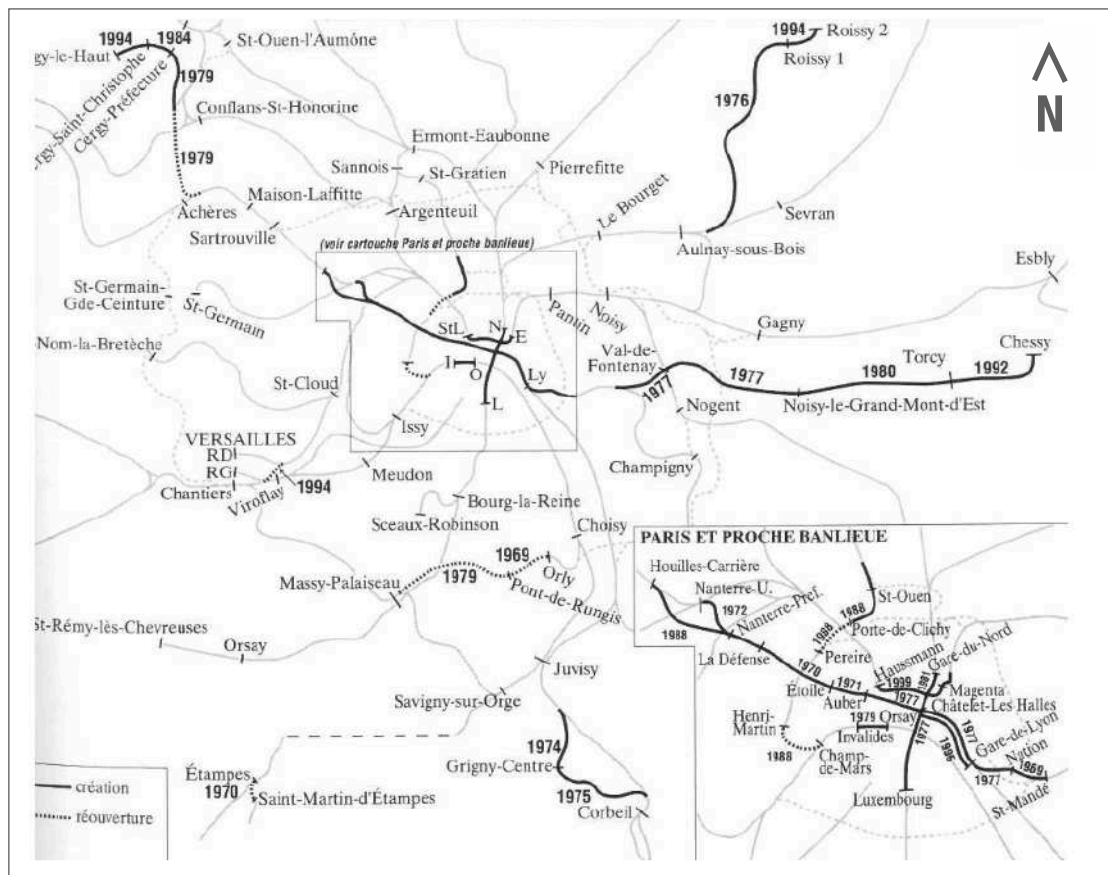 1994
1984
St-Ouen-l'Aumône
gy-le-Haut
1994
Roissy 2
Roissy 1
N
1979
ergy-Saint-Christophe
Cergy-Préfecture
1976
Conflans-St-Honorine
Ermont-Eaubonne
1979
Sannois
St-Gratien
Pierrefitte
Maison-Laffitte
Achères
Argenteuil
Le Bourget
Sevran
Sartrouville
Aulnay-sous-Bois
(voir cartouche Paris et proche banlieue)
Esbly
St-Germain-
Gde-Ceinture
St-Germain
Pantin
Noisy
Gagny
StL
N
E
Chessy
Nom-la-Bretèche
I
O
Val-de-
Fontenay
Torcy
Ly
1977
1977
1980
1992
St-Cloud
L
Nogent
Noisy-le-Grand-Mont-d'Est
Issy
VERSAILLES
RD
RG
Chantiers
Viroflay
1994
Meudon
Champigny
Bourg-la-Reine
Sceaux-Robinson
Choisy
1969
Orly
Massy-Palaiseau
1979
Pont-de-Rungis
St-Rémy-lès-Chevreuses
Orsay
Juvisy
Savigny-sur-Orge
1974
Grigny-Centre
1975
Corbeil
Étampes
1970
Saint-Martin-d'Étampes
création
réouverture
PARIS ET PROCHE BANLIEUE
Houilles-Carrière
Nanterre-U.
1972
Nanterre-Pref.
St-Ouen
1988
1988
Porte-de-Clichy
1988
La Défense
Pereire
Haussmann
Gare-du-Nord
1970
1999
1981
Étoile
1971
1977
Magenta
Auber
Châtelet-Les Halles
Henri-
Martin
1979
Orsay
Invalides
1977
1977
Gare-de-Lyon
1988
Champ-
de-Mars
1996
Nation
1977
1969
Luxembourg
St-Mandé